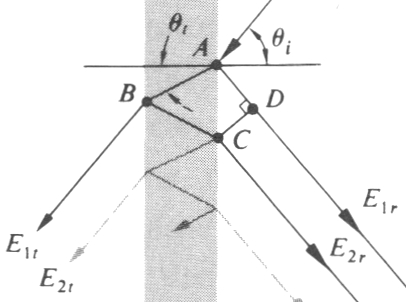 θt A θi
B D
C
E1t E1r
E2t E2r